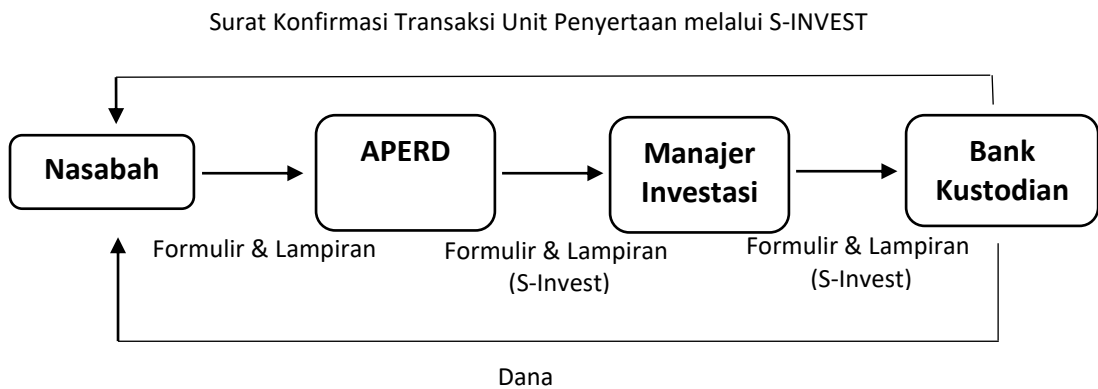 Surat Konfirmasi Transaksi Unit Penyertaan melalui S-INVEST
Nasabah
APERD
Manajer
Investasi
Bank
Kustodian
Formulir & Lampiran
Formulir & Lampiran
(S-Invest)
Formulir & Lampiran
(S-Invest)
Dana